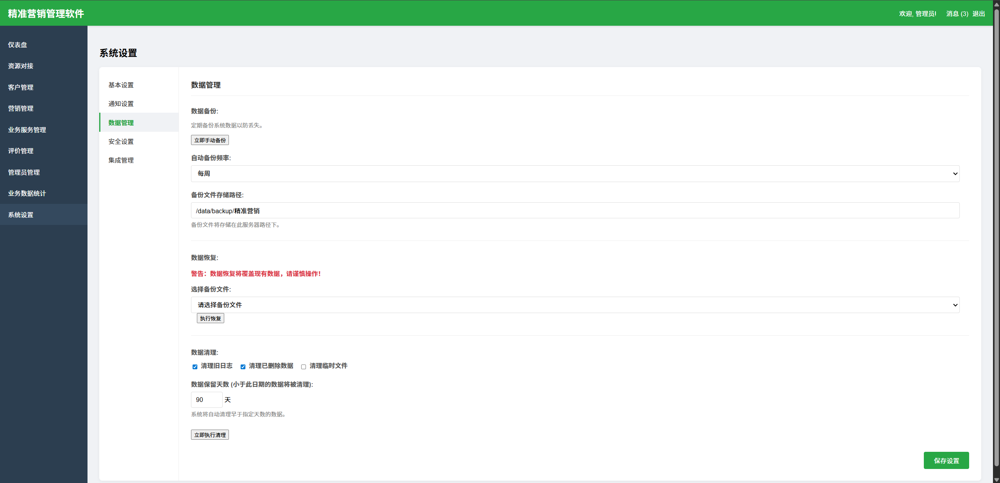 精准营销管理软件
欢迎, 管理员!
消息 (3)
退出
仪表盘
资源对接
客户管理
营销管理
业务服务管理
评价管理
管理员管理
业务数据统计
系统设置
系统设置
基本设置
通知设置
数据管理
安全设置
集成管理
数据管理
数据备份:
定期备份系统数据以防丢失。
立即手动备份
自动备份频率:
每周
备份文件存储路径:
/data/backup/精准营销
备份文件将存储在此服务器路径下。
数据恢复:
警告：数据恢复将覆盖现有数据，请谨慎操作！
选择备份文件:
请选择备份文件
执行恢复
数据清理:
清理旧日志 清理已删除数据 清理临时文件
数据保留天数 (小于此日期的数据将被清理):
90 天
系统将自动清理早于指定天数的数据。
立即执行清理
保存设置